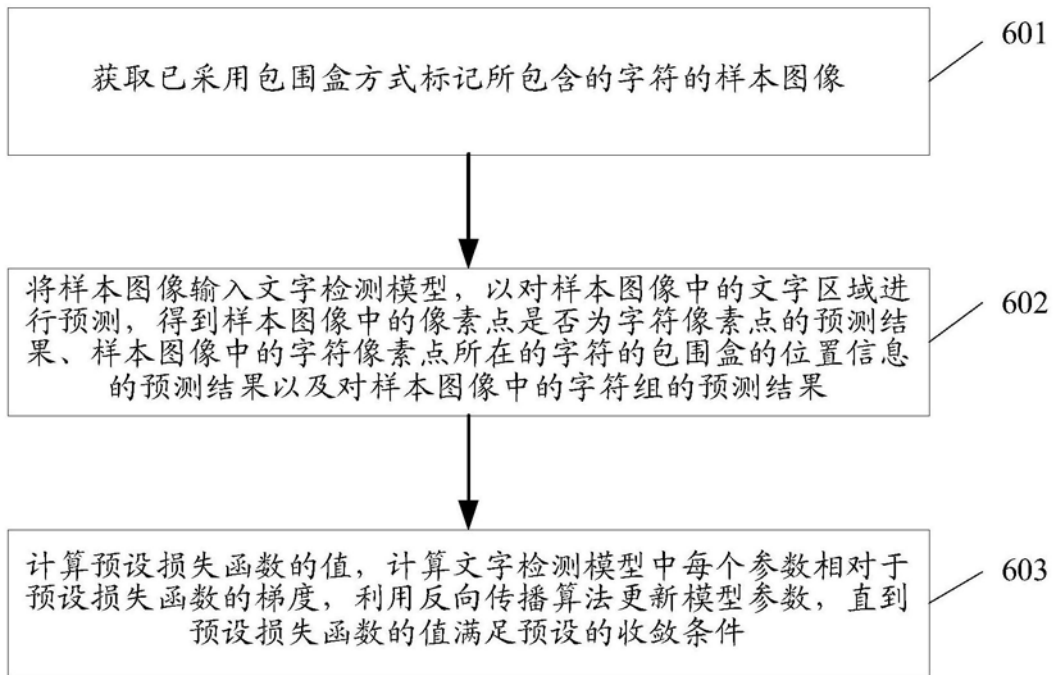 601
获取已采用包围盒方式标记所包含的字符的样本图像
将样本图像输入文字检测模型，以对样本图像中的文字区域进
行预测，得到样本图像中的像素点是否为字符像素点的预测结
果、样本图像中的字符像素点所在的字符的包围盒的位置信息
的预测结果以及对样本图像中的字符组的预测结果
602
计算预设损失函数的值，计算文字检测模型中每个参数相对于
预设损失函数的梯度，利用反向传播算法更新模型参数，直到
预设损失函数的值满足预设的收敛条件
603